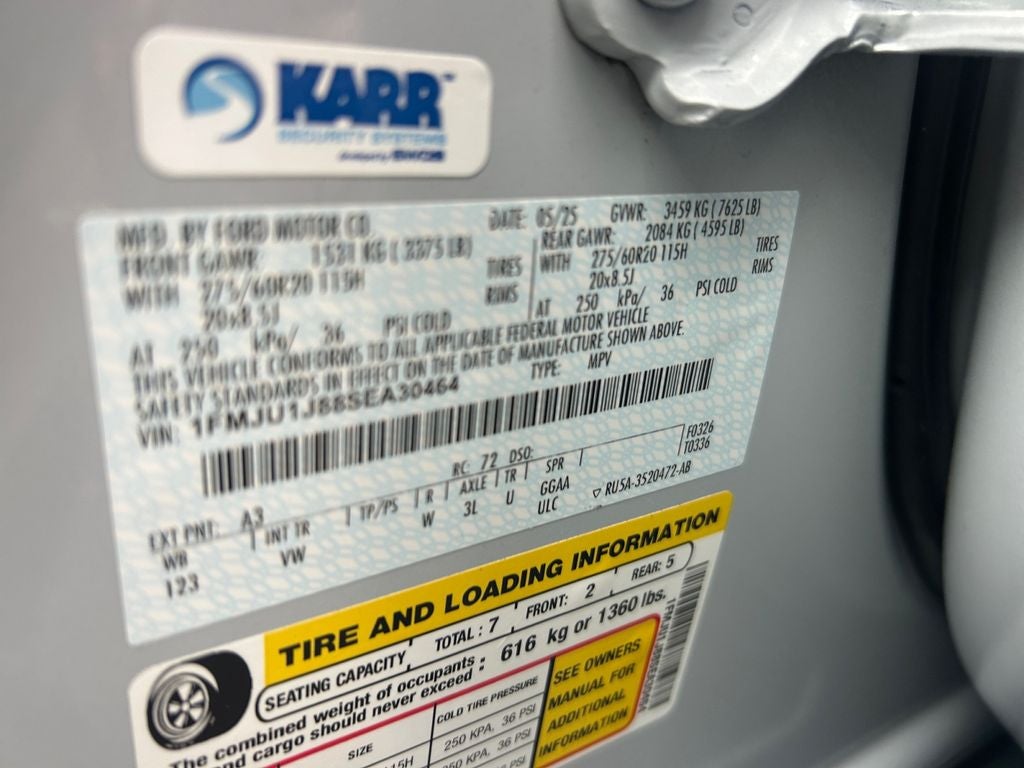 KARR
SECURITY SYSTEMS
MFD. BY FORD MOTOR CO. DATE: 05/25 GVWR: 3459 KG ( 7625 LB)
FRONT GAWR: 1531 KG ( 3375 LB) REAR GAWR: 2084 KG ( 4595 LB)
WITH 275/60R20 115H TIRES WITH 275/60R20 115H TIRES
20x8.5J RIMS 20x8.5J RIMS
AT 250 kPa/ 36 PSI COLD AT 250 kPa/ 36 PSI COLD
THIS VEHICLE CONFORMS TO ALL APPLICABLE FEDERAL MOTOR VEHICLE
SAFETY STANDARDS IN EFFECT ON THE DATE OF MANUFACTURE SHOWN ABOVE.
VIN: 1FMJU1J88SEA30464 TYPE: MPV
F0326
T0336
EXT PNT: A3 RC: 72 DSO:
WB INT TR TP/PS R AXLE TR SPR
123 VW W 3L U GGAA
ULC RU5A-3520472-AB
TIRE AND LOADING INFORMATION
SEATING CAPACITY TOTAL : 7 FRONT: 2 REAR: 5
The combined weight of occupants
and cargo should never exceed : 616 kg or 1360 lbs.
SIZE COLD TIRE PRESSURE
115H 250 KPA, 36 PSI
250 KPA, 36 PSI
SEE OWNERS
MANUAL FOR
ADDITIONAL
INFORMATION